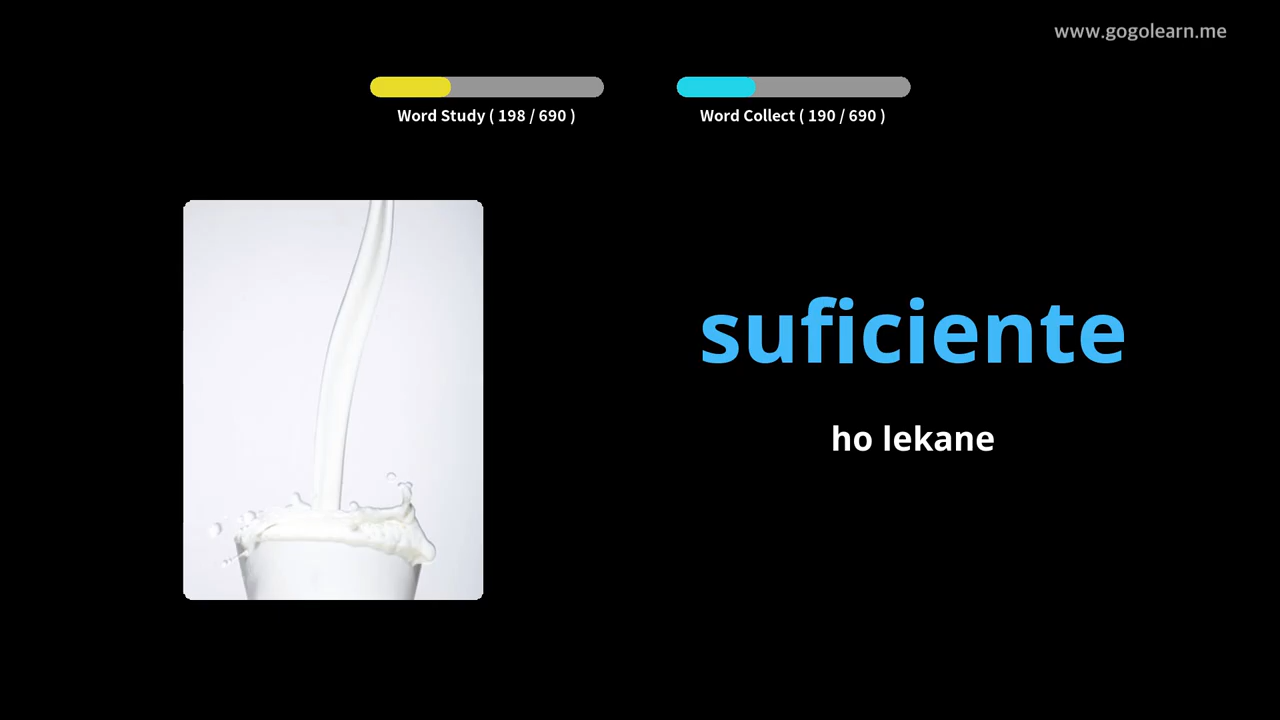 www.gogolearn.me
Word Study ( 198 / 690 )
Word Collect ( 190 / 690 )
suficiente
ho lekane